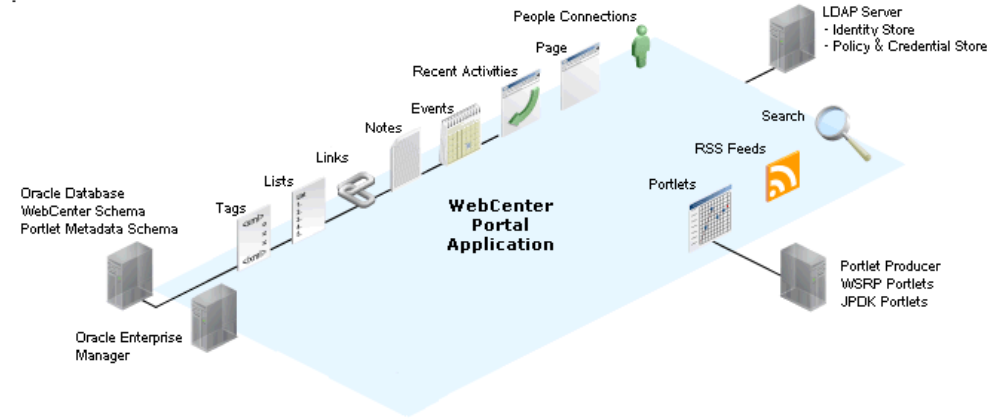 People Connections
Page
Recent Activities
Events
Notes
Links
Lists
Tags
LDAP Server
- Identity Store
- Policy & Credential Store
Search
RSS Feeds
Portlets
Oracle Database
WebCenter Schema
Portlet Metadata Schema
WebCenter
Portal
Application
Portlet Producer
WSRP Portlets
JPDK Portlets
Oracle Enterprise
Manager